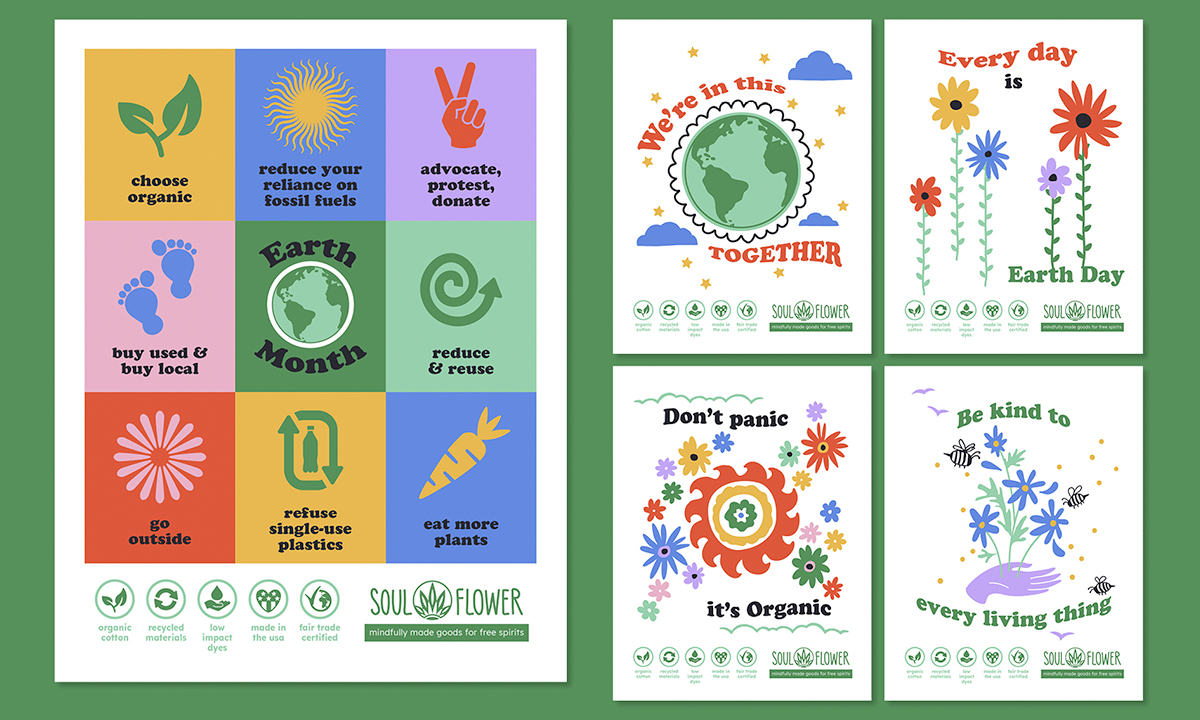 choose
organic
reduce your
reliance on
fossil fuels
advocate,
protest,
donate
buy used &
buy local
Earth
Month
reduce
& reuse
go
outside
refuse
single-use
plastics
eat more
plants
organic
cotton
recycled
materials
low
impact
dyes
made in
the usa
fair trade
certified
SOUL FLOWER
mindfully made goods for free spirits
We're in this
TOGETHER
organic
cotton
recycled
materials
low
impact
dyes
made in
the usa
fair trade
certified
SOUL FLOWER
mindfully made goods for free spirits
Every day
is
Earth Day
organic
cotton
recycled
materials
low
impact
dyes
made in
the usa
fair trade
certified
SOUL FLOWER
mindfully made goods for free spirits
Don't panic
it's Organic
organic
cotton
recycled
materials
low
impact
dyes
made in
the usa
fair trade
certified
SOUL FLOWER
mindfully made goods for free spirits
Be kind to
every living thing
organic
cotton
recycled
materials
low
impact
dyes
made in
the usa
fair trade
certified
SOUL FLOWER
mindfully made goods for free spirits